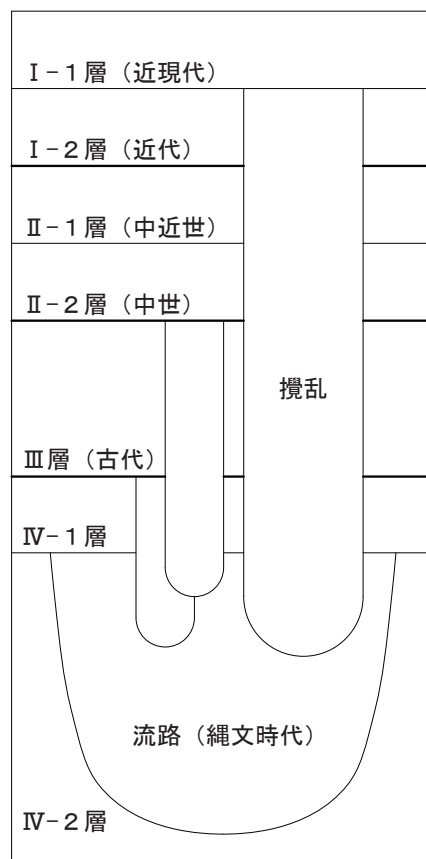 Ⅰ-1層（近現代）
Ⅰ-2層（近代）
Ⅱ-1層（中近世）
Ⅱ-2層（中世）
攪乱
Ⅲ層（古代）
Ⅳ-1層
流路（縄文時代）
Ⅳ-2層